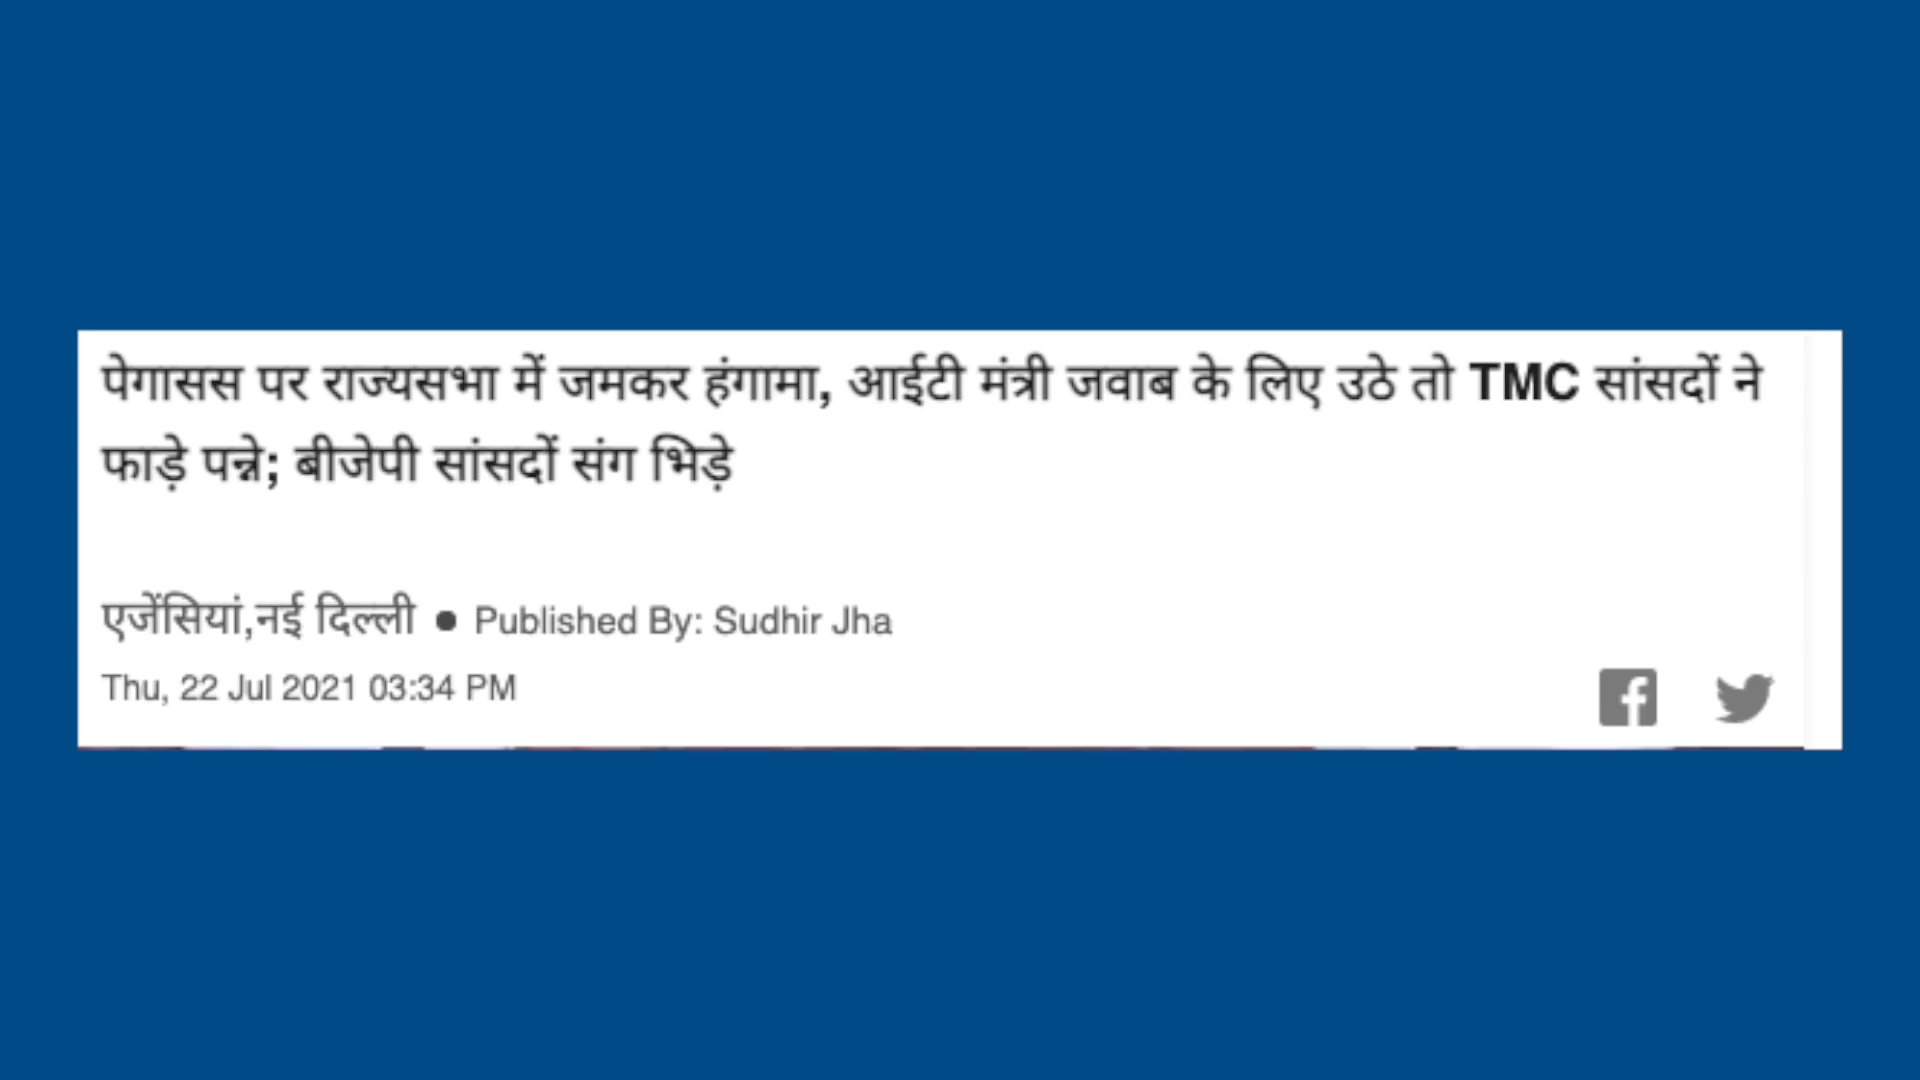 पेगासस पर राज्यसभा में जमकर हंगामा, आईटी मंत्री जवाब के लिए उठे तो TMC सांसदों ने
फाड़े पन्ने; बीजेपी सांसदों संग भिड़े
एजेंसियां,नई दिल्ली ● Published By: Sudhir Jha
Thu, 22 Jul 2021 03:34 PM